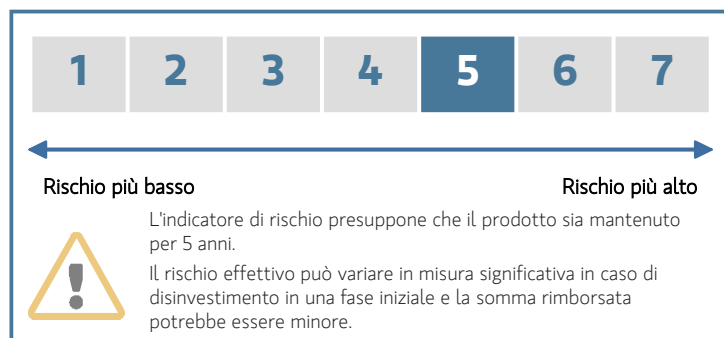 1 2 3 4 5 6 7
Rischio più basso Rischio più alto
L'indicatore di rischio presuppone che il prodotto sia mantenuto
per 5 anni.
Il rischio effettivo può variare in misura significativa in caso di
disinvestimento in una fase iniziale e la somma rimborsata
potrebbe essere minore.